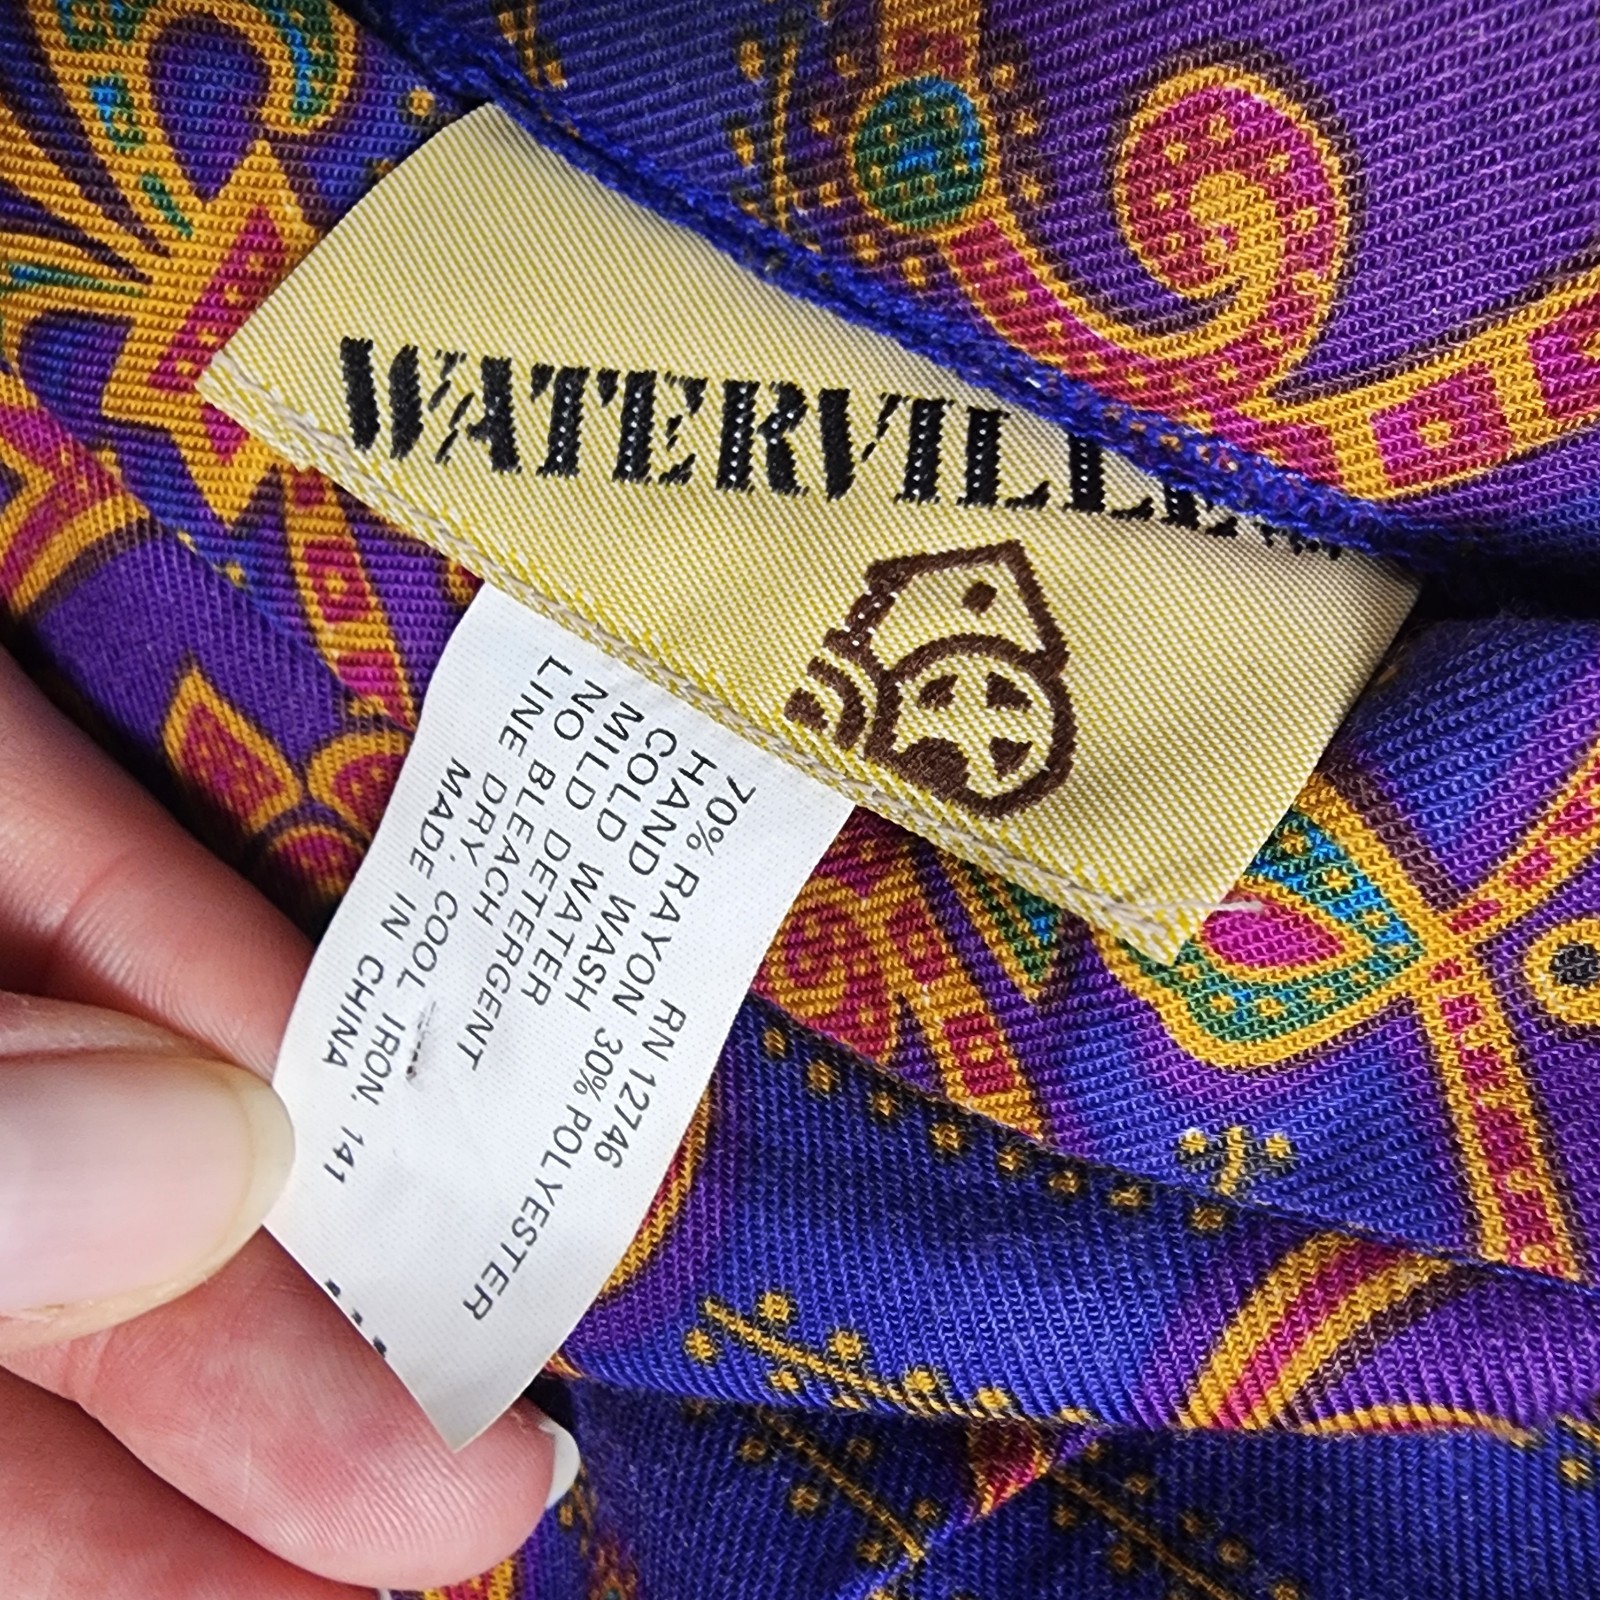 WATERVILLE
RN 12746
70% RAYON 30% POLYESTER
HAND WASH
COLD WATER
MILD DETERGENT
NO BLEACH
LINE DRY. COOL IRON.
MADE IN CHINA 141